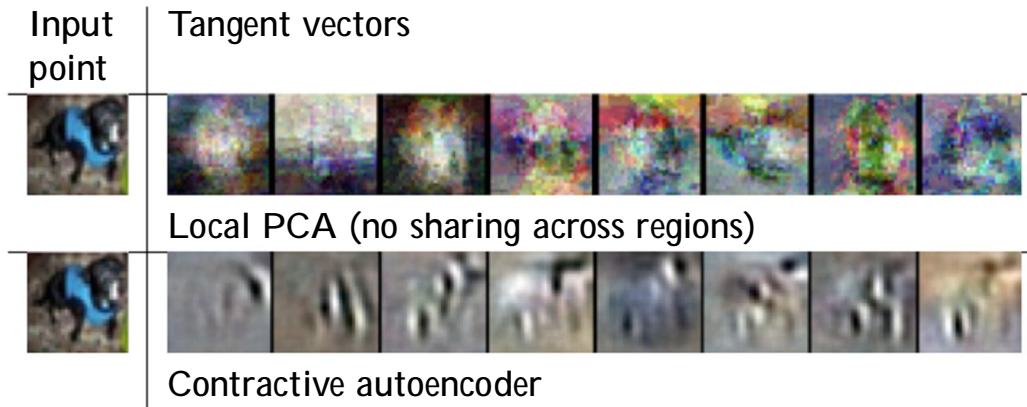 Input point
Tangent vectors
Local PCA (no sharing across regions)
Contractive autoencoder